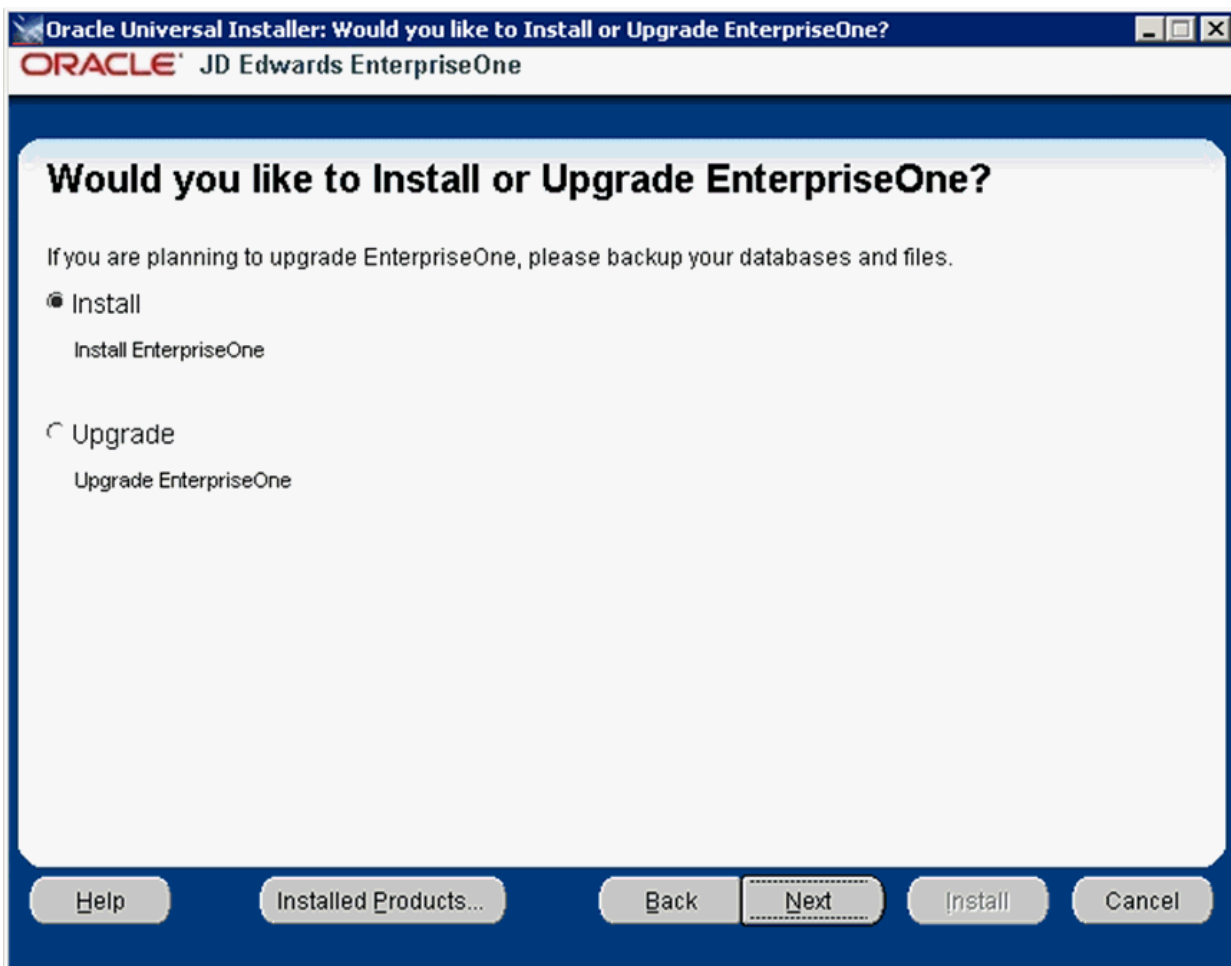 Oracle Universal Installer: Would you like to Install or Upgrade EnterpriseOne?
ORACLE JD Edwards EnterpriseOne
Would you like to Install or Upgrade EnterpriseOne?
If you are planning to upgrade EnterpriseOne, please backup your databases and files.
Install
Install EnterpriseOne
Upgrade
Upgrade EnterpriseOne
Help Installed Products... Back Next Install Cancel